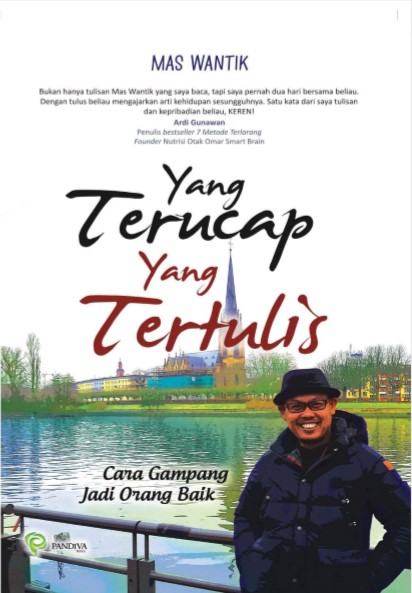 MAS WANTIK
Bukan hanya tulisan Mas Wantik yang saya baca, tapi saya pernah dua hari bersama beliau.
Dengan tulus beliau mengajarkan arti kehidupan sesungguhnya. Satu kata dari saya tulisan
dan kepribadian beliau, KEREN!
Ardi Gunawan
Penulis bestseller 7 Metode Terlarang
Founder Nutrisi Otak Omar Smart Brain
Yang
Terucap
Yang
Tertulis
Cara Gampang
Jadi Orang Baik
PANDIVA